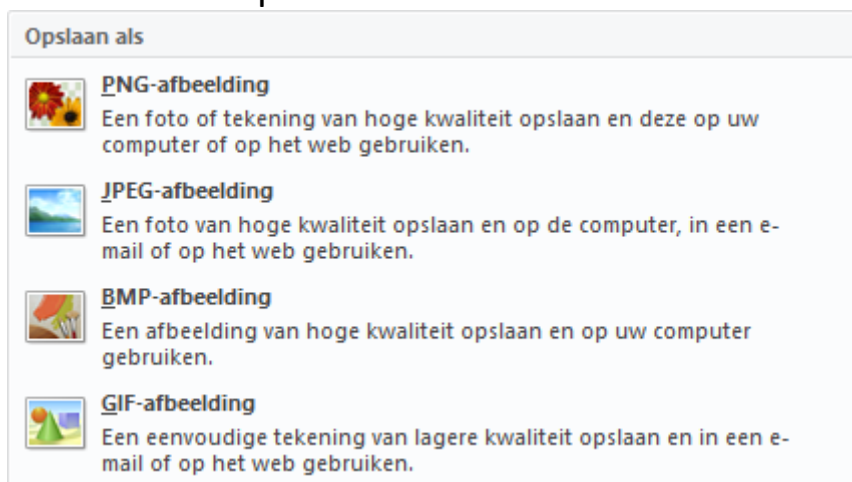 Opslaan als
PNG-afbeelding
Een foto of tekening van hoge kwaliteit opslaan en deze op uw
computer of op het web gebruiken.
JPEG-afbeelding
Een foto van hoge kwaliteit opslaan en op de computer, in een e-
mail of op het web gebruiken.
BMP-afbeelding
Een afbeelding van hoge kwaliteit opslaan en op uw computer
gebruiken.
GIF-afbeelding
Een eenvoudige tekening van lagere kwaliteit opslaan en in een e-
mail of op het web gebruiken.